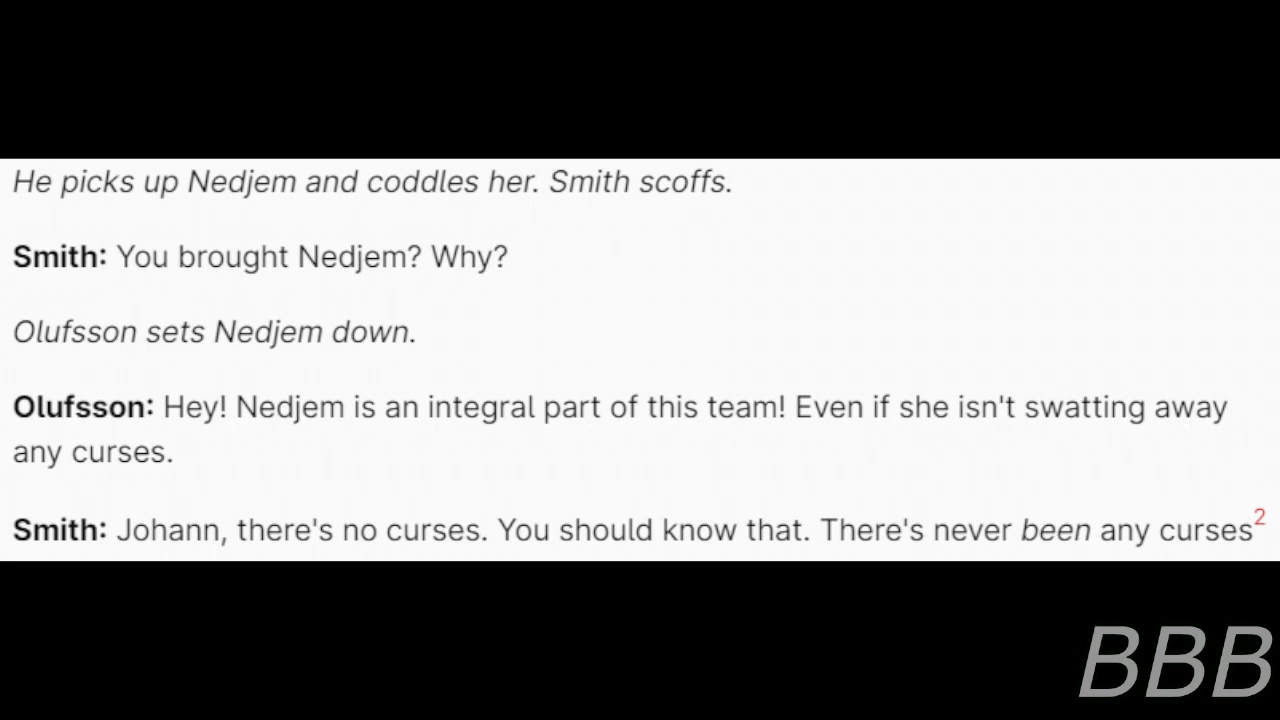 He picks up Nedjem and coddles her. Smith scoffs.
Smith: You brought Nedjem? Why?
Olufsson sets Nedjem down.
Olufsson: Hey! Nedjem is an integral part of this team! Even if she isn't swatting away
any curses.
Smith: Johann, there's no curses. You should know that. There's never been any curses2
BBB